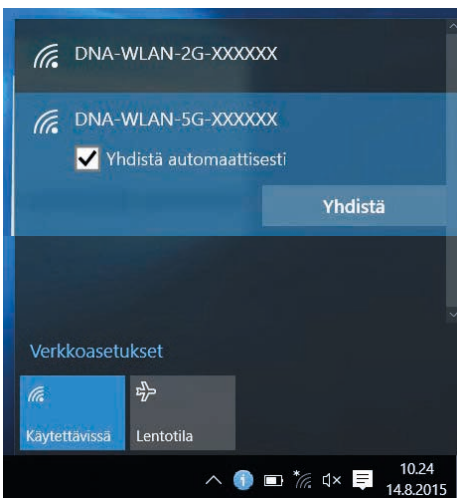 DNA-WLAN-2G-XXXXXX
DNA-WLAN-5G-XXXXXX
Yhdistä automaattisesti
Yhdistä
Verkkoasetukset
Käytettävissä
Lentotila
10.24
14.8.2015